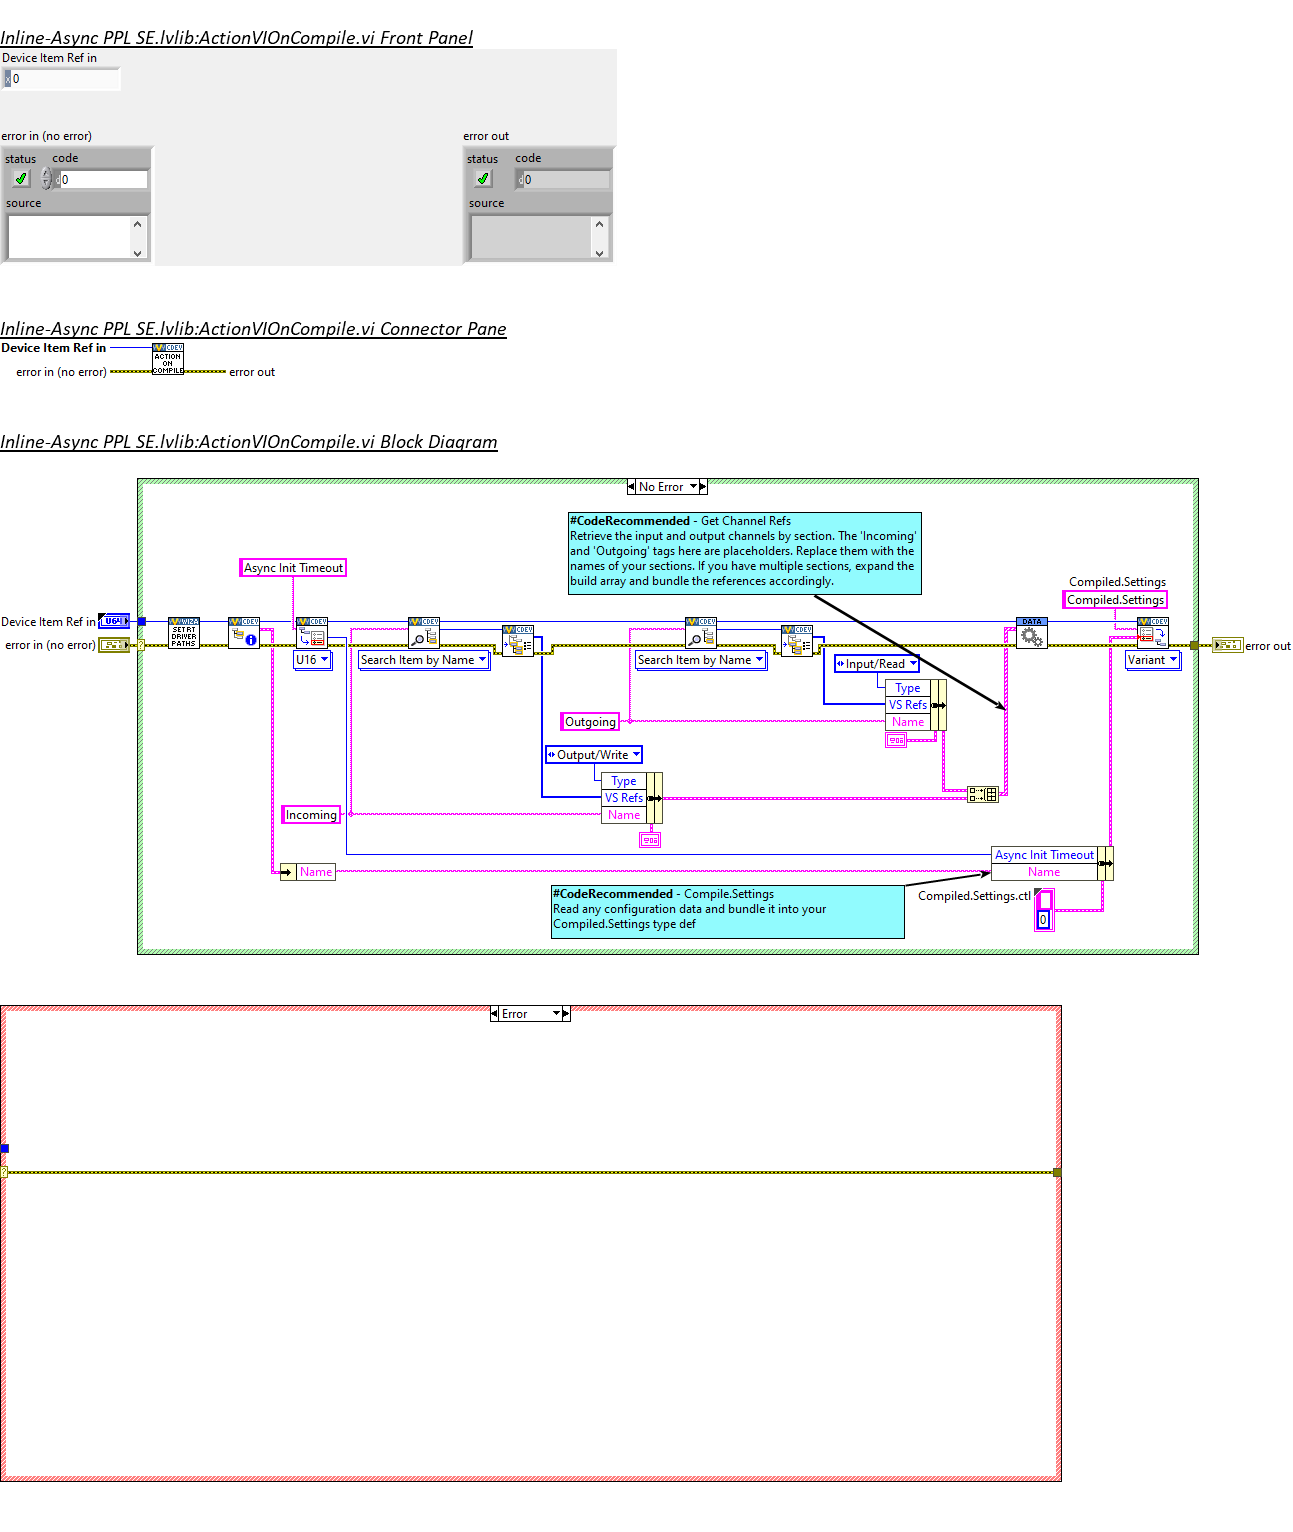 Inline-Async PPL SE.lvlib:ActionVIOnCompile.vi Front Panel
Device Item Ref in
x 0
error in (no error)
error out
status code
d 0
source
status code
d 0
source
Inline-Async PPL SE.lvlib:ActionVIOnCompile.vi Connector Pane
Device Item Ref in
error in (no error)
CDEV
ACTION
ON
COMPILE
error out
Inline-Async PPL SE.lvlib:ActionVIOnCompile.vi Block Diagram
No Error
#CodeRecommended - Get Channel Refs
Retrieve the input and output channels by section. The 'Incoming'
and 'Outgoing' tags here are placeholders. Replace them with the
names of your sections. If you have multiple sections, expand the
build array and bundle the references accordingly.
Async Init Timeout
Compiled.Settings
Compiled.Settings
Device Item Ref in
U64
error in (no error)
?
WIZA
SET RT
DRIVER
PATHS
CDEV
CDEV
CDEV
CDEV
CDEV
CDEV
DATA
CDEV
error out
U16
Search Item by Name
Search Item by Name
Variant
Input/Read
Type
VS Refs
Name
Outgoing
Output/Write
Type
VS Refs
Name
Incoming
Async Init Timeout
Name
Name
#CodeRecommended - Compile.Settings
Read any configuration data and bundle it into your
Compiled.Settings type def
Compiled.Settings.ctl
0
Error
?